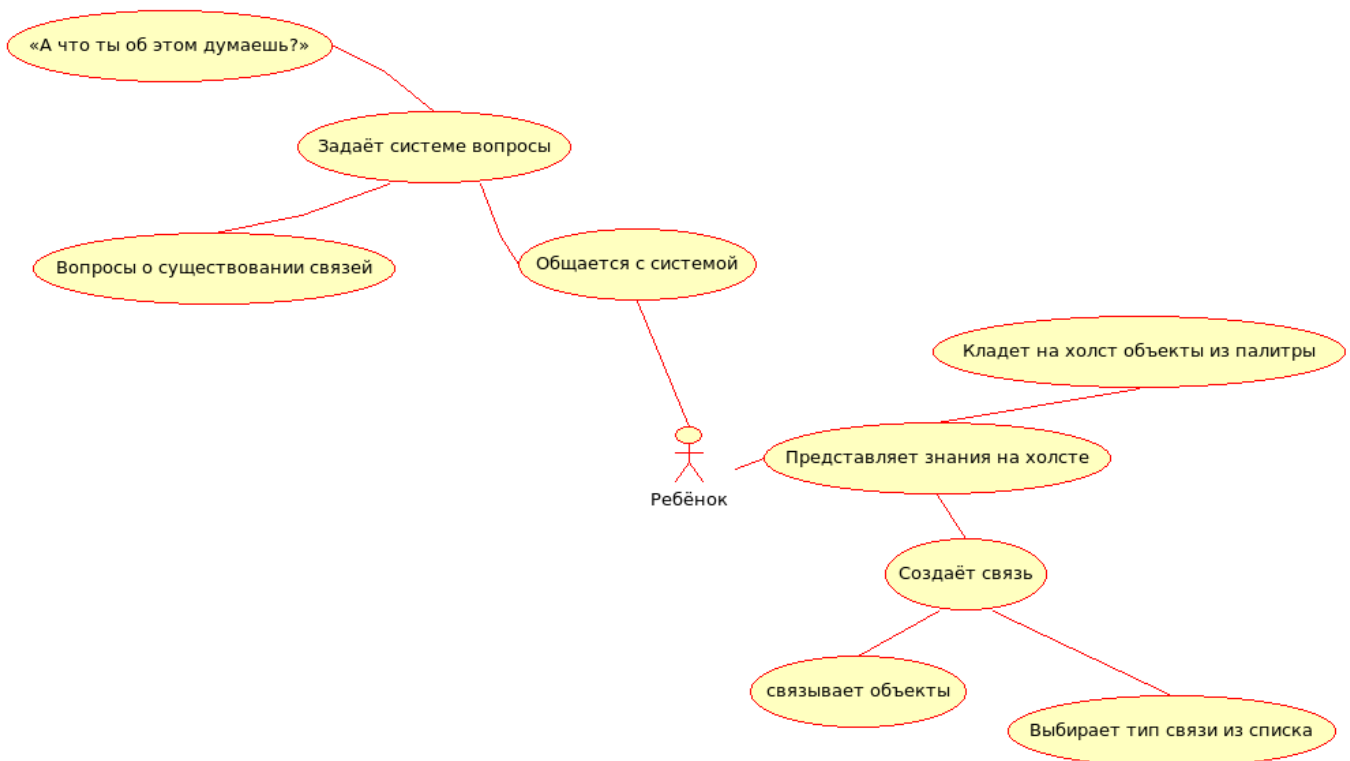 «А что ты об этом думаешь?»
Задаёт системе вопросы
Вопросы о существовании связей
Общается с системой
Кладет на холст объекты из палитры
Представляет знания на холсте
Ребёнок
Создаёт связь
связывает объекты
Выбирает тип связи из списка